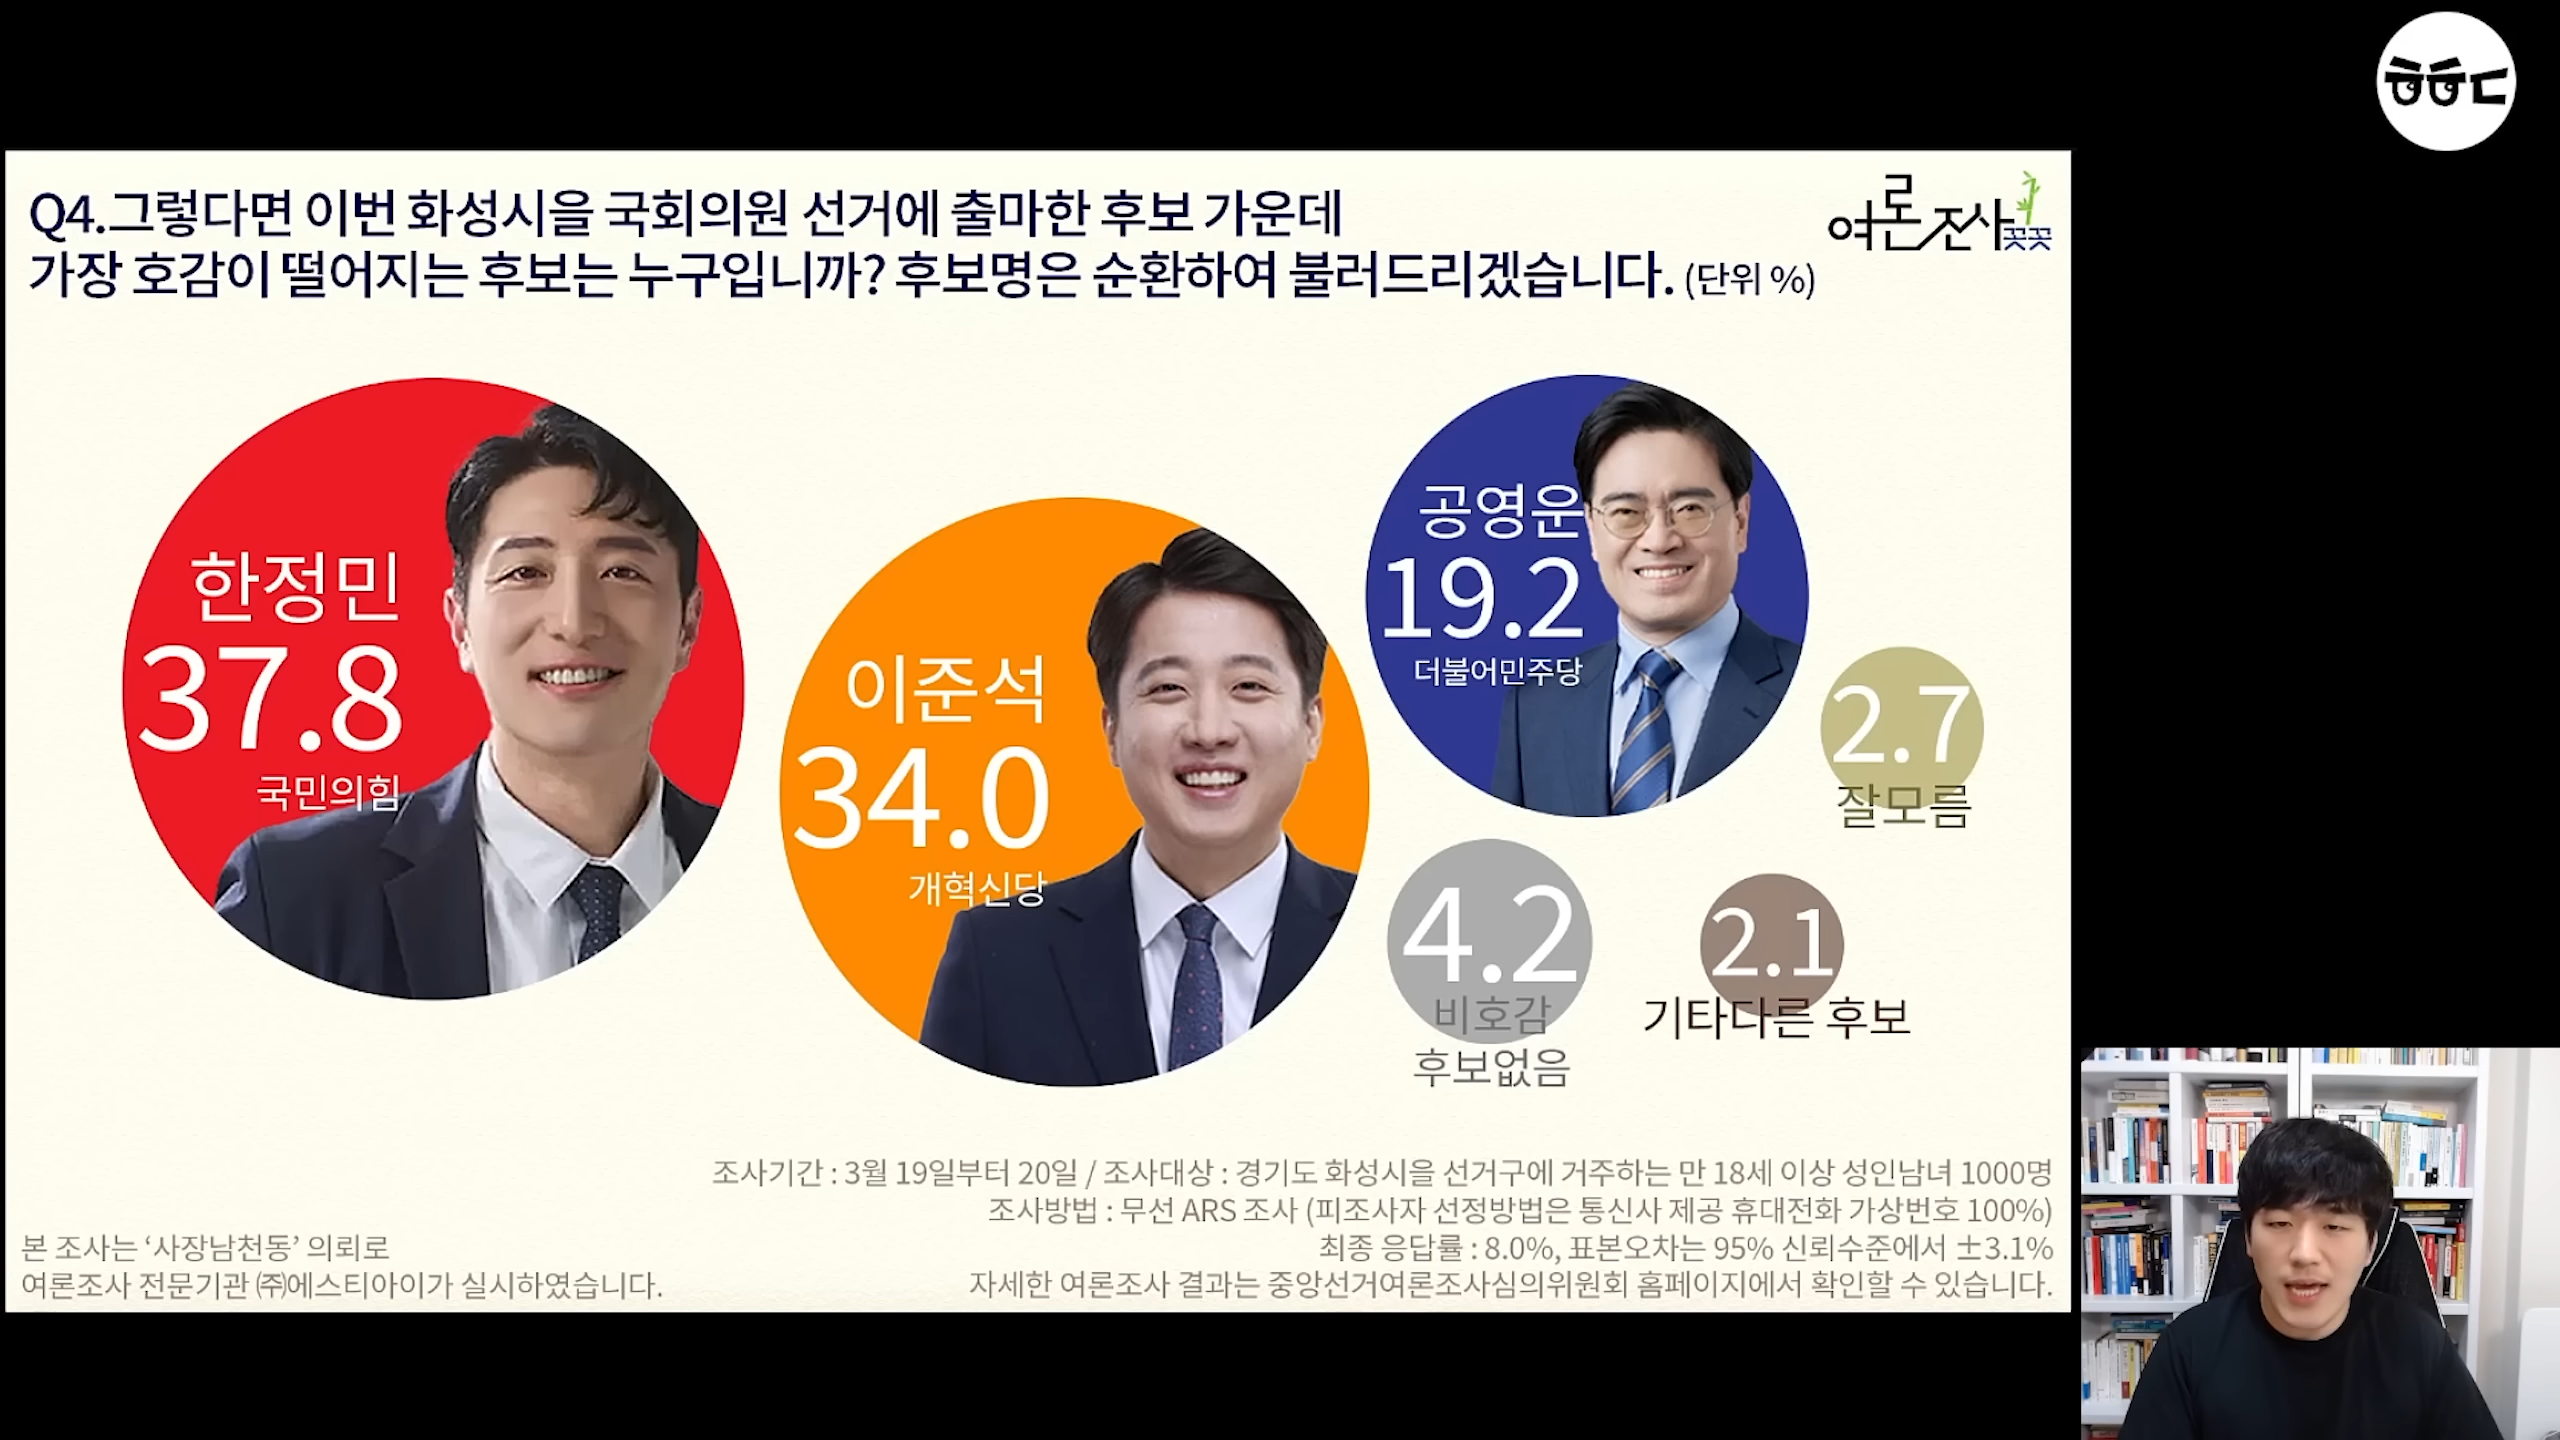 ㅎㅎㄷ
Q4.그렇다면 이번 화성시을 국회의원 선거에 출마한 후보 가운데
가장 호감이 떨어지는 후보는 누구입니까? 후보명은 순환하여 불러드리겠습니다. (단위 %)
여론조사꽃꽃
한정민
37.8
국민의힘
이준석
34.0
개혁신당
공영운
19.2
더불어민주당
2.7
잘모름
4.2
비호감
후보없음
2.1
기타다른 후보
조사기간 : 3월 19일부터 20일 / 조사대상 : 경기도 화성시을 선거구에 거주하는 만 18세 이상 성인남녀 1000명
조사방법 : 무선 ARS 조사 (피조사자 선정방법은 통신사 제공 휴대전화 가상번호 100%)
최종 응답률 : 8.0%, 표본오차는 95% 신뢰수준에서 ±3.1%
자세한 여론조사 결과는 중앙선거여론조사심의위원회 홈페이지에서 확인할 수 있습니다.
본 조사는 ‘사장남천동’ 의뢰로
여론조사 전문기관 ㈜에스티아이가 실시하였습니다.